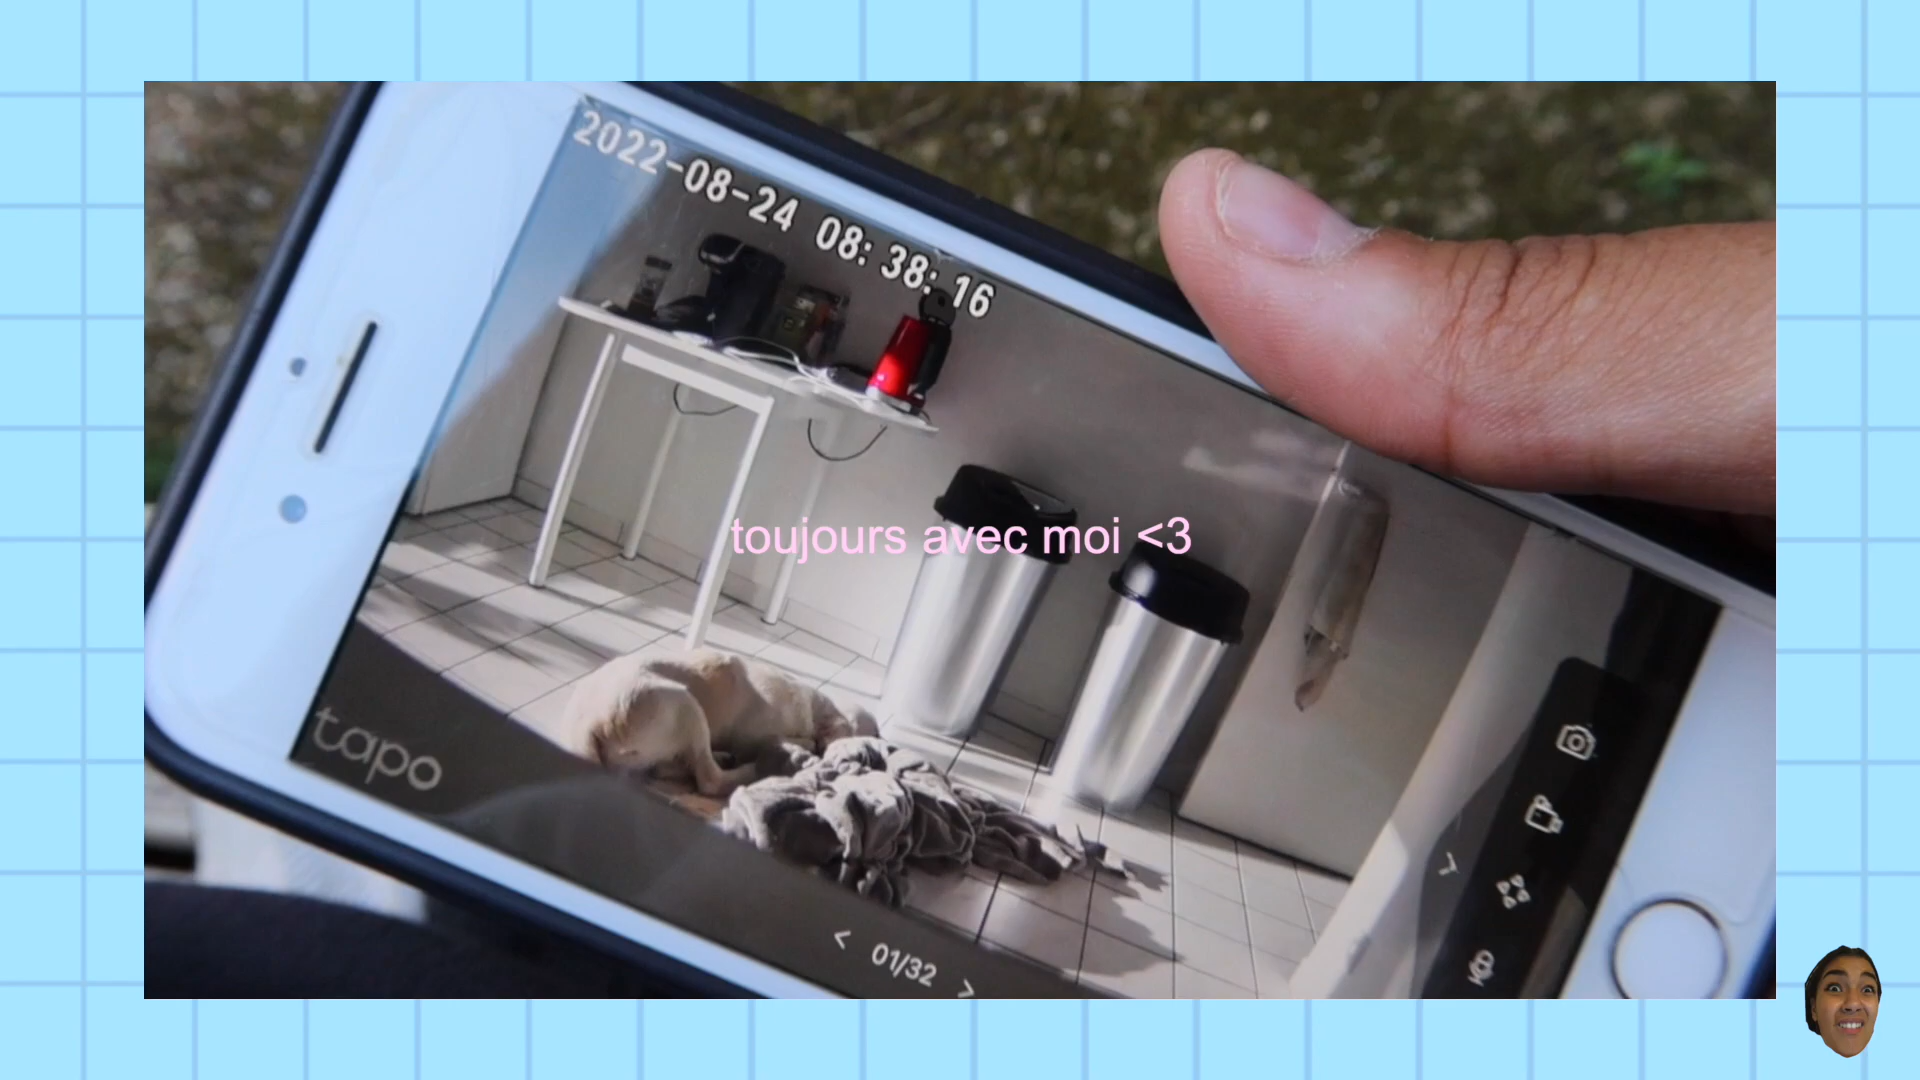 2022-08-24 08:38:16
toujours avec moi <3
tapo
< 01/32 >